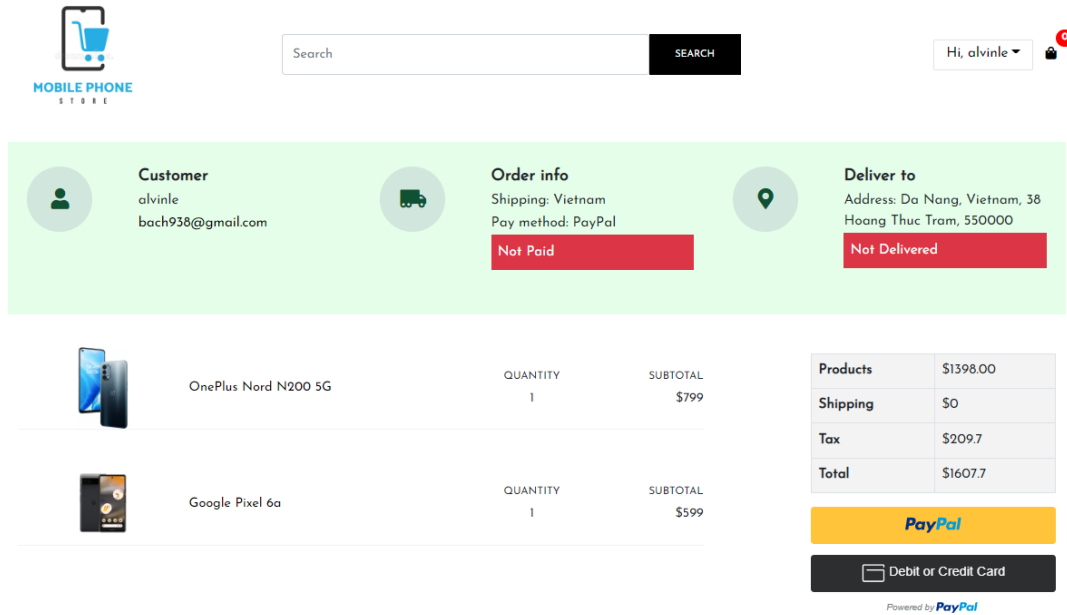 MOBILE PHONE
STORE
Search
SEARCH
Hi, alvinle
Customer
alvinle
bach938@gmail.com
Order info
Shipping: Vietnam
Pay method: PayPal
Not Paid
Deliver to
Address: Da Nang, Vietnam, 38
Hoang Thuc Tram, 550000
Not Delivered
OnePlus Nord N200 5G
QUANTITY
1
SUBTOTAL
$799
Google Pixel 6a
QUANTITY
1
SUBTOTAL
$599
Products $1398.00
Shipping $0
Tax $209.7
Total $1607.7
PayPal
Debit or Credit Card
Powered by PayPal